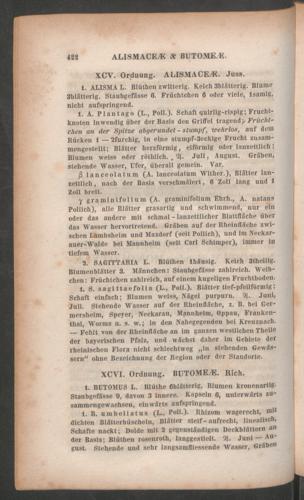 422 ALISMACEÆ & BUTOMEÆ.
XCV. Ordnung. ALISMACEÆ. Juss.
1. ALISMA L. Blüthen zwitterig. Kelch 3blätterig. Blume
3blätterig. Staubgefässe 6. Früchtchen 6 oder viele, 1samig,
nicht aufspringend.
1. A. Plantago (L., Poll.). Schaft quirlig-rispig; Frucht-
knoten inwendig über der Basis den Griffel tragend; Frücht-
chen an der Spitze abgerundet-stumpf, wehrlos, auf dem
Rücken 1—2furchig, in eine stumpf-3eckige Frucht zusam-
mengestellt; Blätter herzförmig, eiförmig oder lanzettlich;
Blumen weiss oder röthlich, ♃. Juli, August. Gräben,
stehende Wasser, Ufer, überall gemein. Var.
β lanceolatum (A. lanceolatum Wither.), Blätter lan-
zettlich, nach der Basis verschmälert, 6 Zoll lang und 1
Zoll breit.
γ graminifolium (A. graminifolium Ehrh., A. natans
Pollich), alle Blätter grasartig und schwimmend, nur ein
oder das andere mit schmal-lanzettlicher Blattfläche über
das Wasser hervortretend. Gräben auf der Rheinfläche zwi-
schen Lambsheim und Maxdorf (seit Pollich), und im Neckar-
auer-Walde bei Mannheim (seit Carl Schimper), immer in
tiefem Wasser.
2. SAGITTARIA L. Blüthen 1häusig. Kelch 3theilig.
Blumenblätter 3. Männchen: Staubgefässe zahlreich. Weib-
chen: Früchtchen zahlreich, auf einem kugeligen Fruchtboden.
1. S. sagittaefolia (L., Poll.). Blätter tief-pfeilförmig;
Schaft einfach; Blumen weiss, Nägel purpurn. ♃. Juni,
Juli. Stehende Wasser auf der Rheinfläche, z. B. bei Ger-
mersheim, Speyer, Neckarau, Mannheim, Oppau, Franken-
thal, Worms u. s. w.; in den Nahegegenden bei Kreuznach.
— Fehlt von der Rheinfläche an im ganzen westlichen Theile
der bayerischen Pfalz, und wächst daher im Gebiete der
rheinischen Flora nicht schlechtweg „in stehenden Gewäs-
sern“ ohne Bezeichnung der Region oder der Standorte.
XCVI. Ordnung. BUTOMEÆ. Rich.
1. BUTOMUS L. Blüthe 6blätterig. Blumen kronenartig.
Staubgefässe 9, davon 3 innere. Kapseln 6, unterwärts zu-
sammengewachsen, einwärts aufspringend.
1. B. umbellatus (L., Poll.). Rhizom wagerecht, mit
dichten Blätterbüscheln, Blätter steif-aufrecht, linealisch,
Schafte nackt; Dolde mit 2 gegenständigen Deckblättern an
der Basis; Blüthen rosenroth, langgestielt. ♃. Juni—Au-
gust. Stehende und sehr langsamfliessende Wasser, Gräben